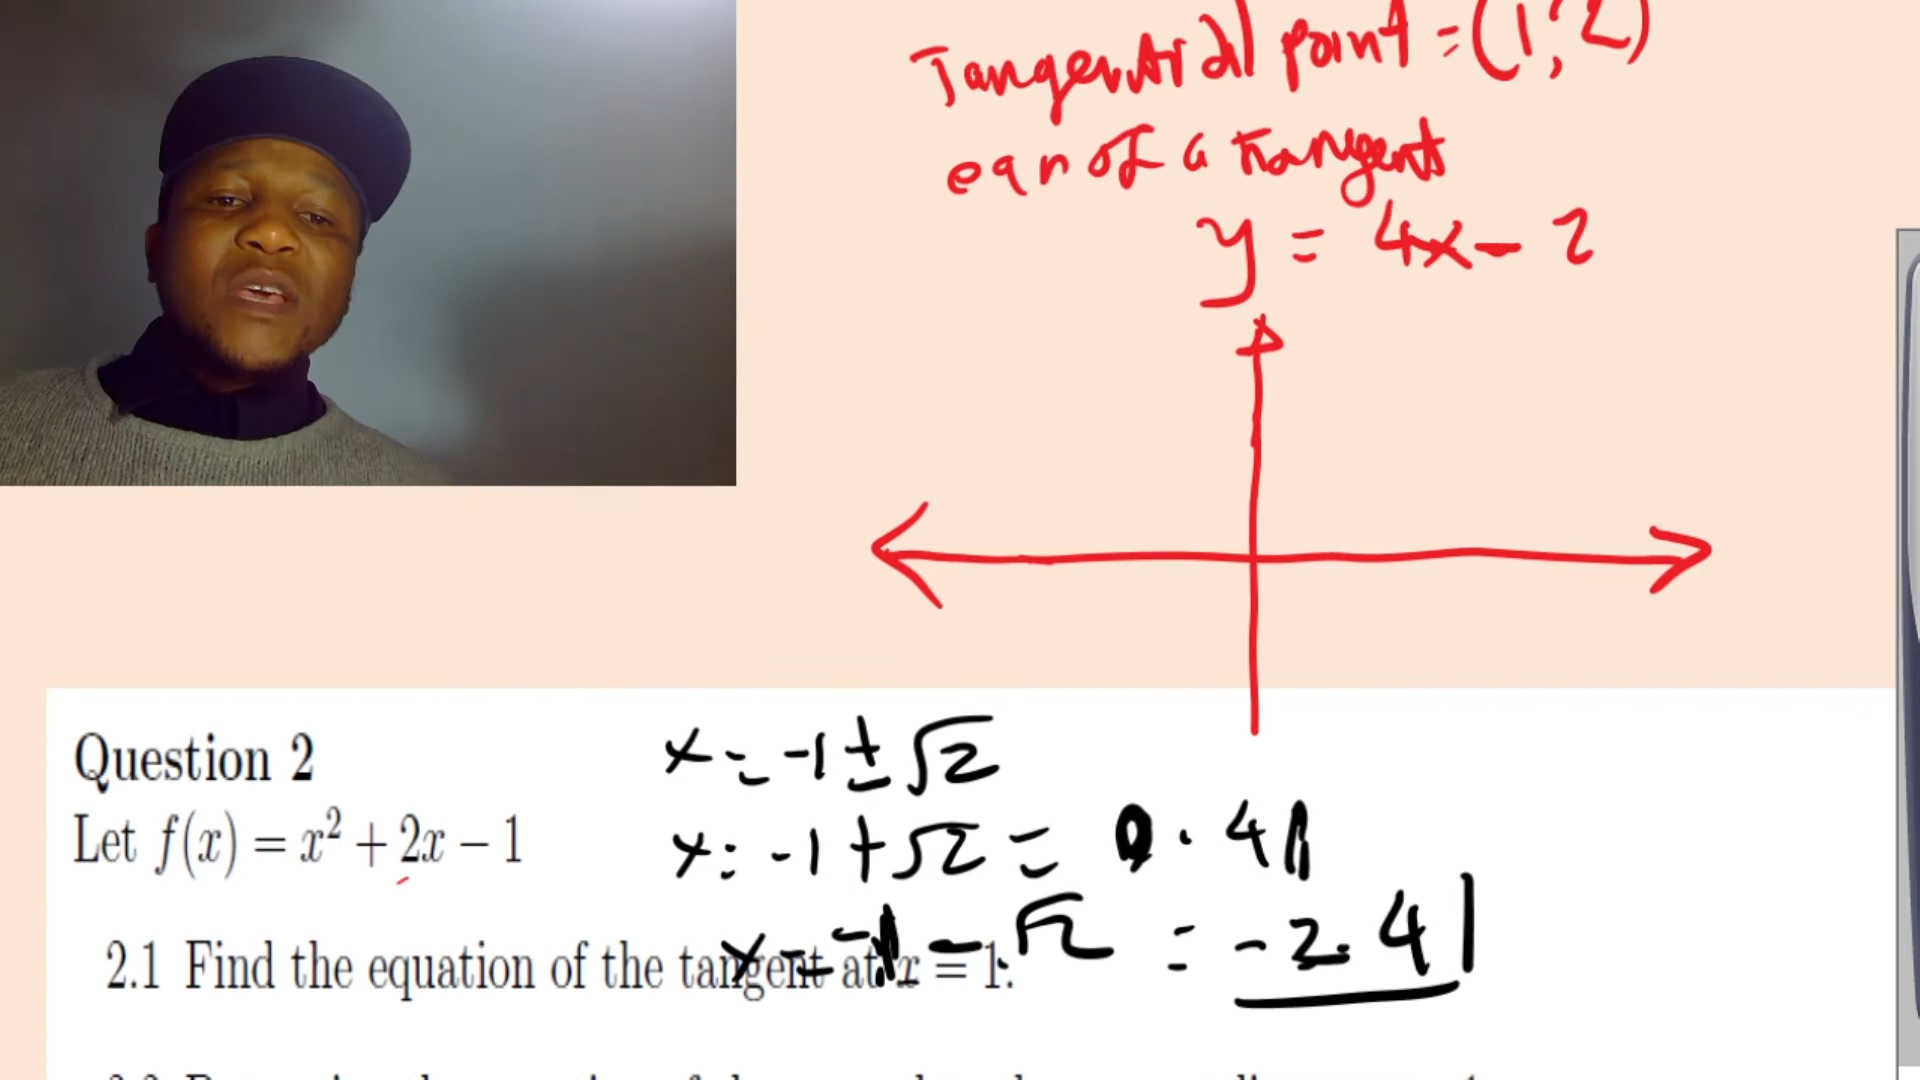 Tangential point = (1; 2)
eqn of a tangent
y = 4x - 2
Question 2
Let f(x) = x² + 2x − 1
x = -1 ± √2
x = -1 + √2 = 0.41
x = -1 - √2 = -2.41
2.1 Find the equation of the tangent at x = 1.